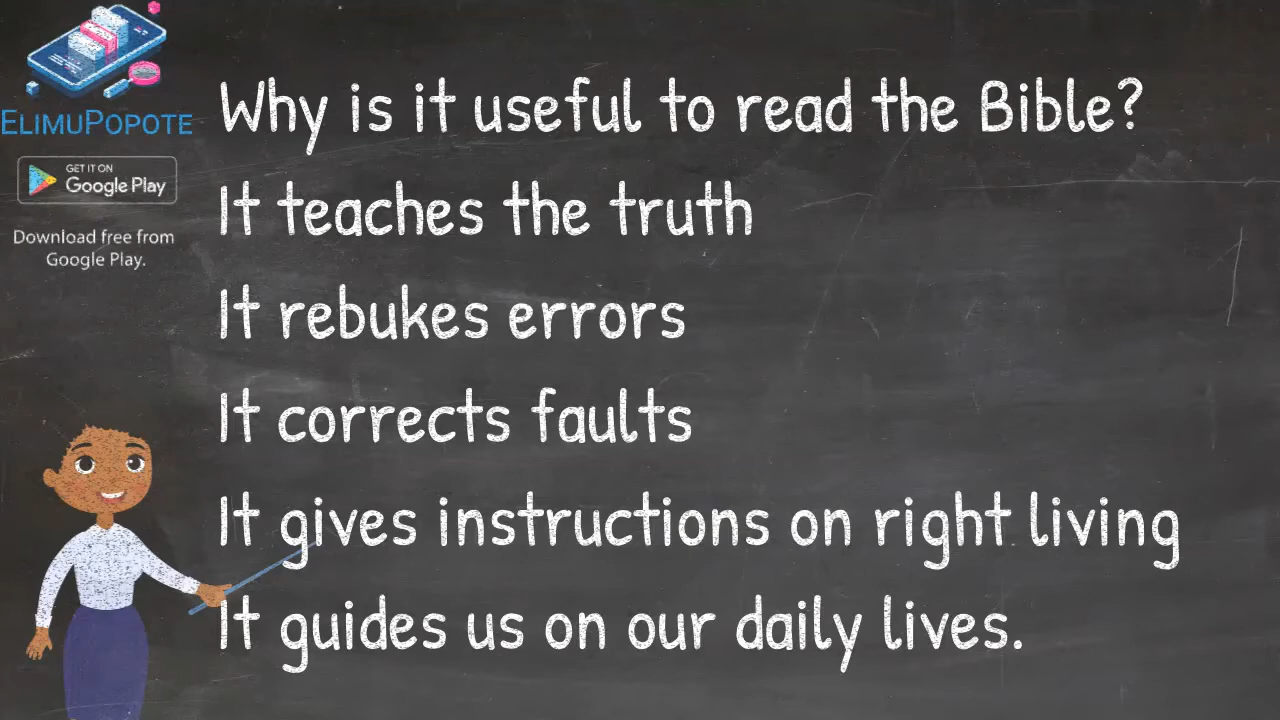 ELIMUPOPOTE
GET IT ON
Google Play
Download free from
Google Play.
Why is it useful to read the Bible?
It teaches the truth
It rebukes errors
It corrects faults
It gives instructions on right living
It guides us on our daily lives.